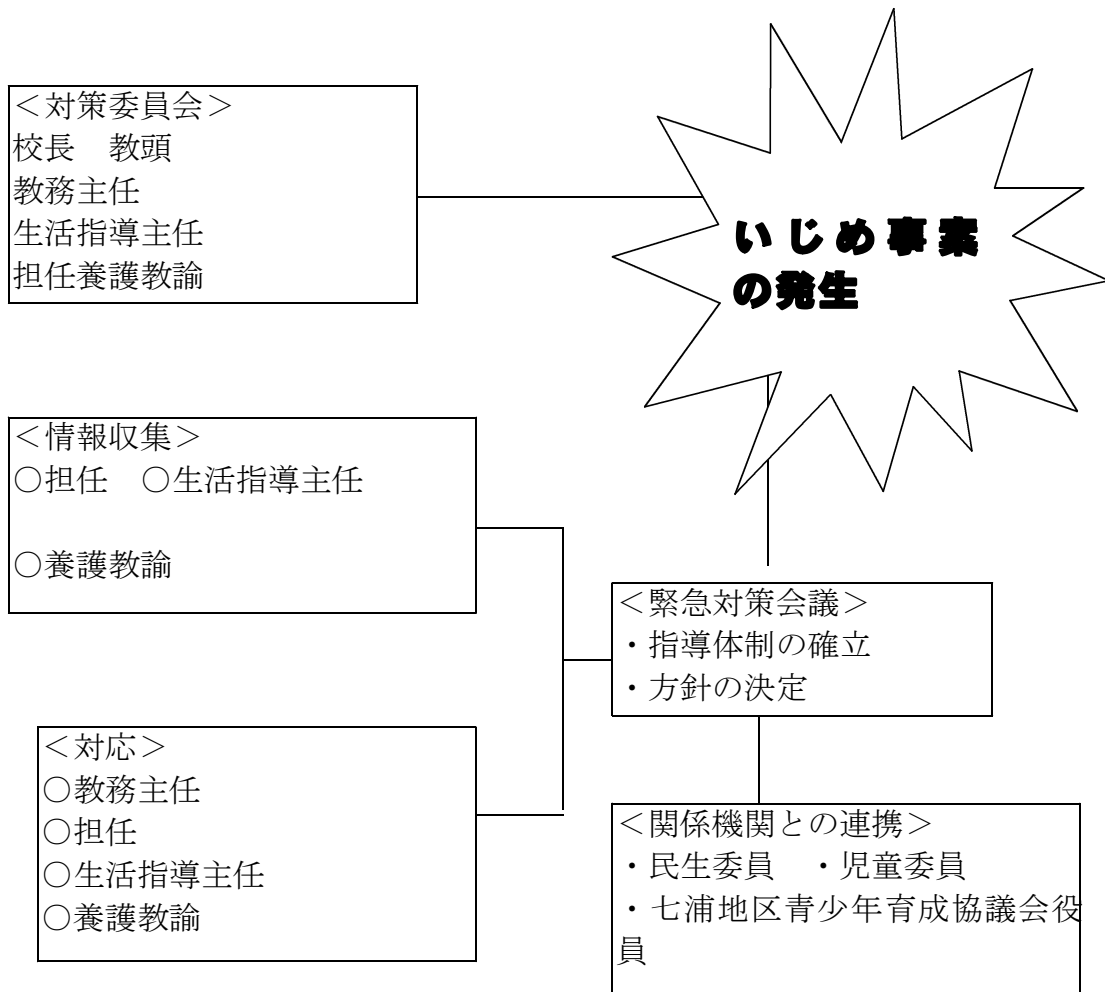 ＜対策委員会＞
校長　教頭
教務主任
生活指導主任
担任養護教諭
いじめ事案
の発生
＜情報収集＞
○担任　○生活指導主任
○養護教諭
＜緊急対策会議＞
・指導体制の確立
・方針の決定
＜対応＞
○教務主任
○担任
○生活指導主任
○養護教諭
＜関係機関との連携＞
・民生委員　・児童委員
・七浦地区青少年育成協議会役
員